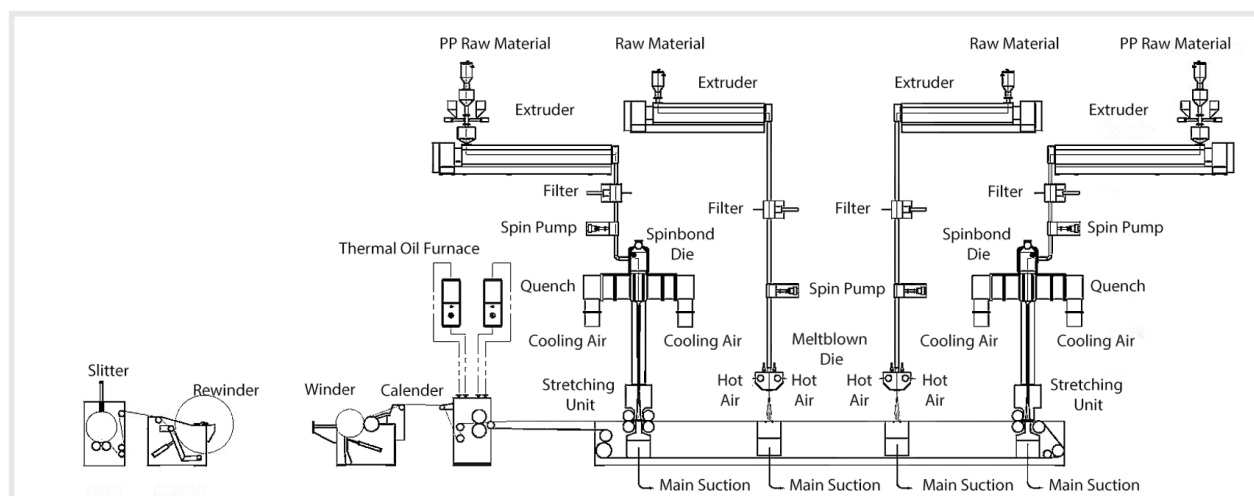 PP Raw Material
Raw Material
Raw Material
PP Raw Material
Extruder
Extruder
Extruder
Extruder
Filter
Filter
Filter
Filter
Spin Pump
Spinbond
Die
Spinbond
Die
Spin Pump
Thermal Oil Furnace
Quench
Spin Pump
Quench
Cooling Air
Cooling Air
Meltblown
Die
Cooling Air
Cooling Air
Slitter
Rewinder
Winder
Calender
Stretching
Unit
Hot
Air
Hot
Air
Hot
Air
Hot
Air
Stretching
Unit
Main Suction
Main Suction
Main Suction
Main Suction